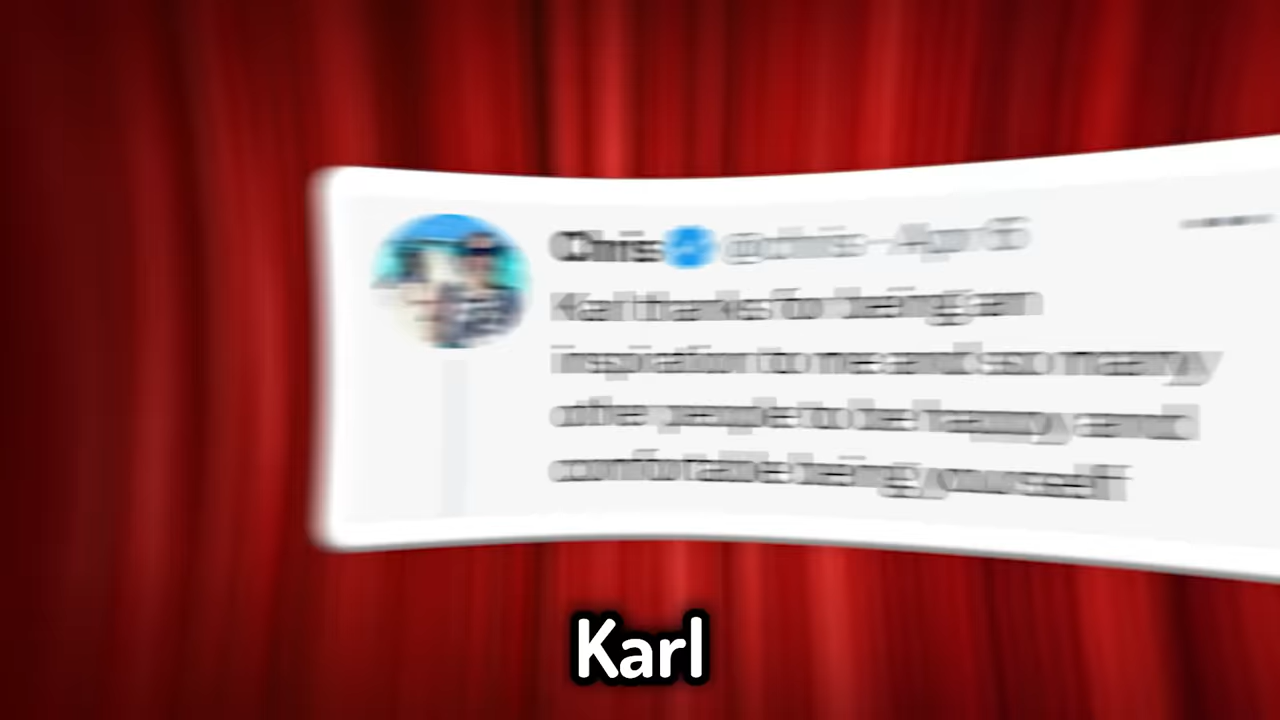 Chris @chris · Apr 6
Karl thanks for being an
inspiration to me and so many
other people to be happy and
comfortable being yourself
Karl